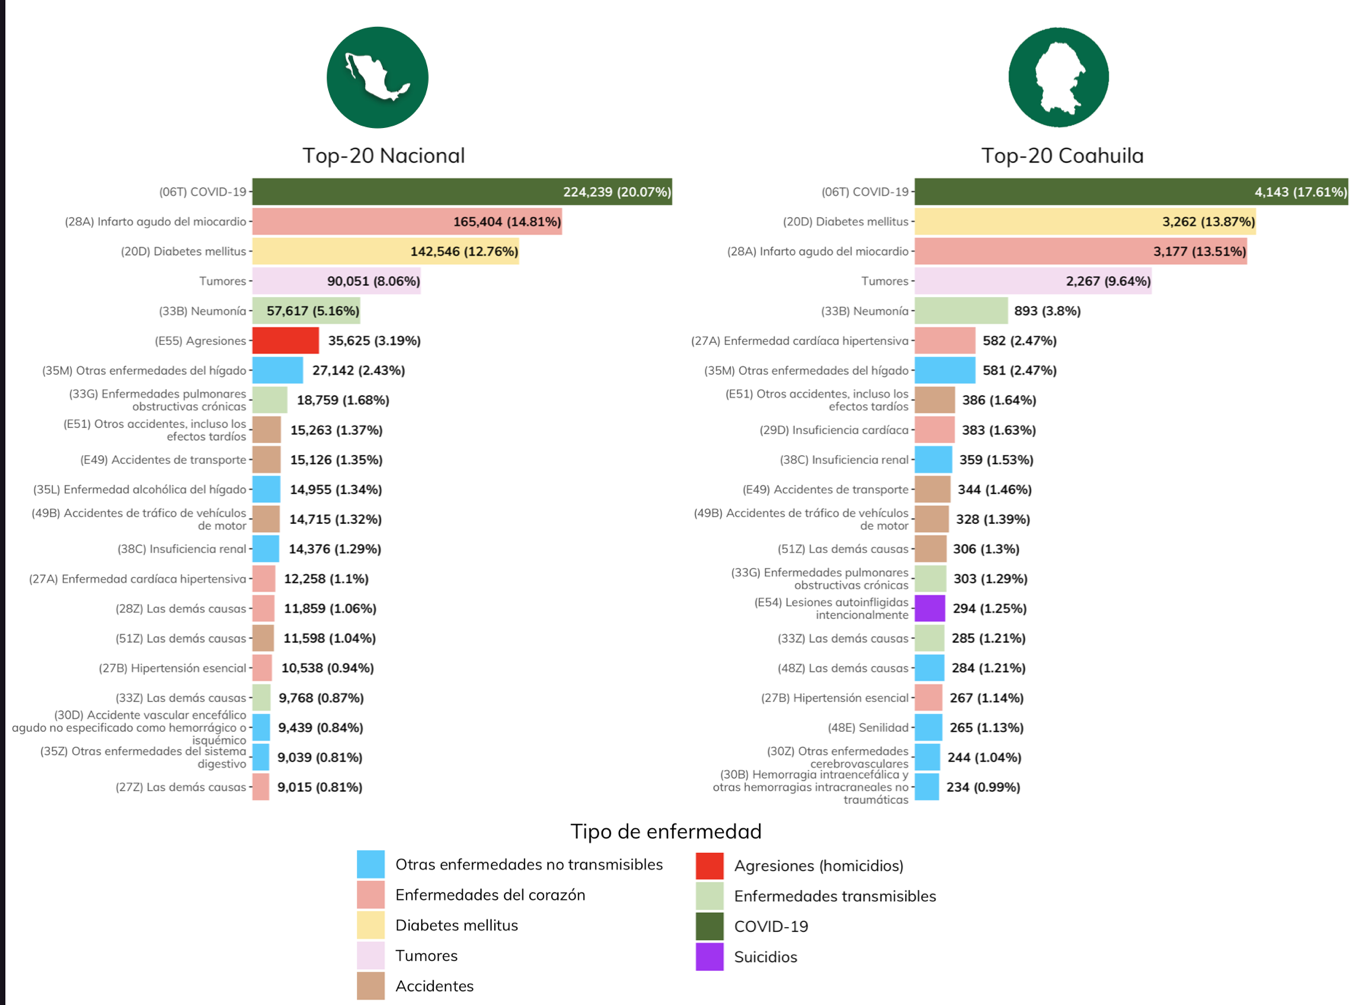 Top-20 Nacional
(06T) COVID-19
224,239 (20.07%)
(28A) Infarto agudo del miocardio
165,404 (14.81%)
(20D) Diabetes mellitus
142,546 (12.76%)
Tumores
90,051 (8.06%)
(33B) Neumonía
57,617 (5.16%)
(E55) Agresiones
35,625 (3.19%)
(35M) Otras enfermedades del hígado
27,142 (2.43%)
(33G) Enfermedades pulmonares
obstructivas crónicas
18,759 (1.68%)
(E51) Otros accidentes, incluso los
efectos tardíos
15,263 (1.37%)
(E49) Accidentes de transporte
15,126 (1.35%)
(35L) Enfermedad alcohólica del hígado
14,955 (1.34%)
(49B) Accidentes de tráfico de vehículos
de motor
14,715 (1.32%)
(38C) Insuficiencia renal
14,376 (1.29%)
(27A) Enfermedad cardíaca hipertensiva
12,258 (1.1%)
(28Z) Las demás causas
11,859 (1.06%)
(51Z) Las demás causas
11,598 (1.04%)
(27B) Hipertensión esencial
10,538 (0.94%)
(33Z) Las demás causas
9,768 (0.87%)
(30D) Accidente vascular encefálico
agudo no especificado como hemorrágico o
isquémico
9,439 (0.84%)
(35Z) Otras enfermedades del sistema
digestivo
9,039 (0.81%)
(27Z) Las demás causas
9,015 (0.81%)
Top-20 Coahuila
(06T) COVID-19
4,143 (17.61%)
(20D) Diabetes mellitus
3,262 (13.87%)
(28A) Infarto agudo del miocardio
3,177 (13.51%)
Tumores
2,267 (9.64%)
(33B) Neumonía
893 (3.8%)
(27A) Enfermedad cardíaca hipertensiva
582 (2.47%)
(35M) Otras enfermedades del hígado
581 (2.47%)
(E51) Otros accidentes, incluso los
efectos tardíos
386 (1.64%)
(29D) Insuficiencia cardíaca
383 (1.63%)
(38C) Insuficiencia renal
359 (1.53%)
(E49) Accidentes de transporte
344 (1.46%)
(49B) Accidentes de tráfico de vehículos
de motor
328 (1.39%)
(51Z) Las demás causas
306 (1.3%)
(33G) Enfermedades pulmonares
obstructivas crónicas
303 (1.29%)
(E54) Lesiones autoinfligidas
intencionalmente
294 (1.25%)
(33Z) Las demás causas
285 (1.21%)
(48Z) Las demás causas
284 (1.21%)
(27B) Hipertensión esencial
267 (1.14%)
(48E) Senilidad
265 (1.13%)
(30Z) Otras enfermedades
cerebrovasculares
244 (1.04%)
(30B) Hemorragia intraencefálica y
otras hemorragias intracraneales no
traumáticas
234 (0.99%)
Tipo de enfermedad
Otras enfermedades no transmisibles
Enfermedades del corazón
Diabetes mellitus
Tumores
Accidentes
Agresiones (homicidios)
Enfermedades transmisibles
COVID-19
Suicidios